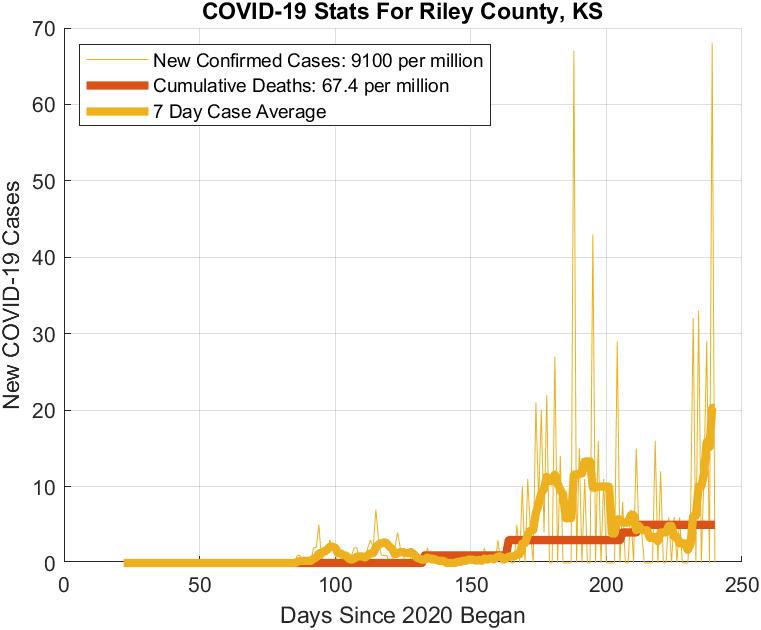 COVID-19 Stats For Riley County, KS
New Confirmed Cases: 9100 per million
Cumulative Deaths: 67.4 per million
7 Day Case Average
New COVID-19 Cases
70
60
50
40
30
20
10
0
0 50 100 150 200 250
Days Since 2020 Began